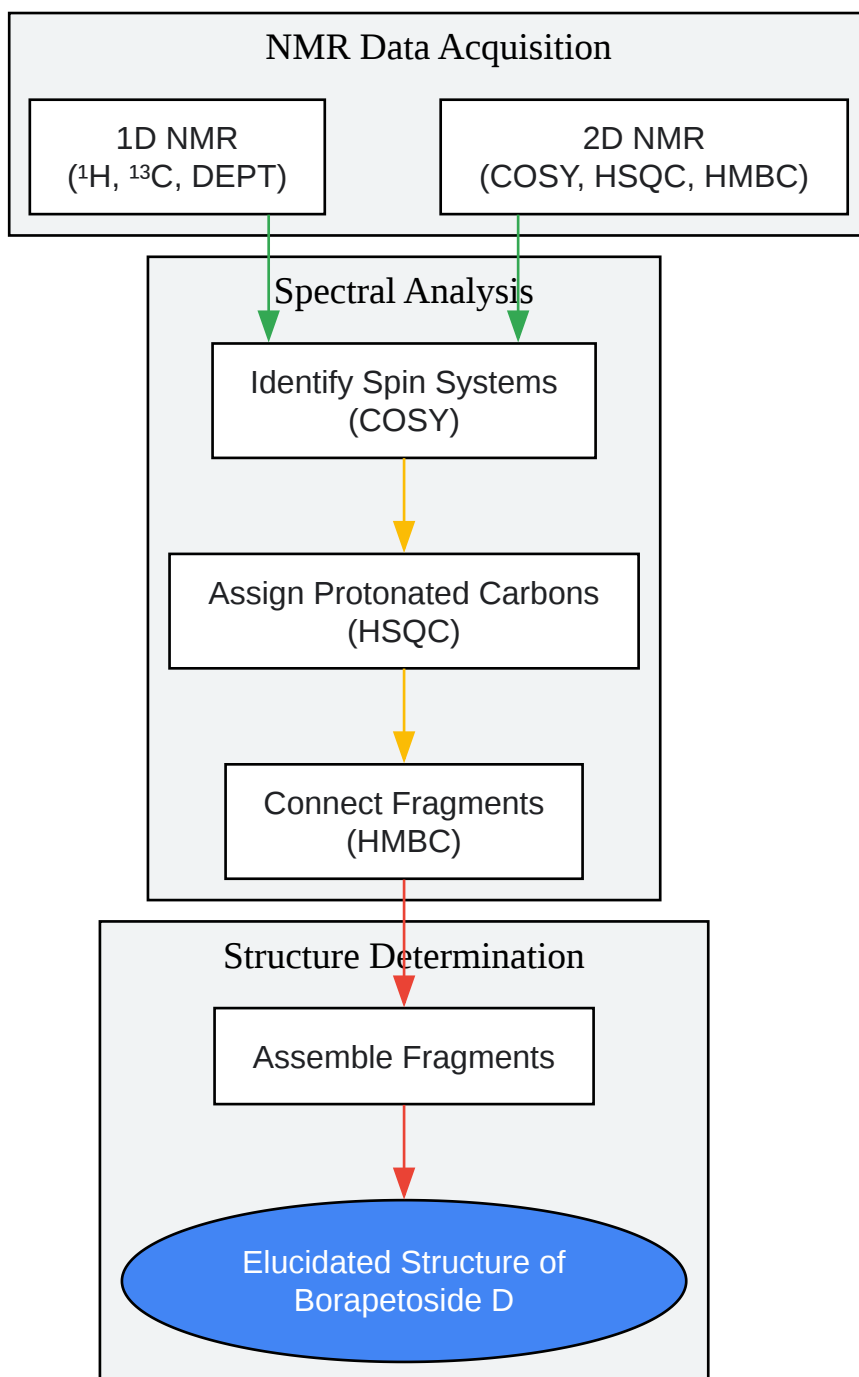 NMR Data Acquisition
1D NMR
(¹H, ¹³C, DEPT)
2D NMR
(COSY, HSQC, HMBC)
Spectral Analysis
Identify Spin Systems
(COSY)
Assign Protonated Carbons
(HSQC)
Connect Fragments
(HMBC)
Structure Determination
Assemble Fragments
Elucidated Structure of
Borapetoside D